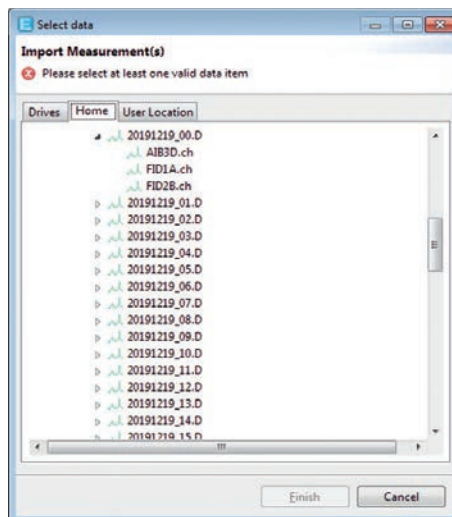 Select data
Import Measurement(s)
Please select at least one valid data item
Drives Home User Location
20191219_00.D
AIB3D.ch
FID1A.ch
FID2B.ch
20191219_01.D
20191219_02.D
20191219_03.D
20191219_04.D
20191219_05.D
20191219_06.D
20191219_07.D
20191219_08.D
20191219_09.D
20191219_10.D
20191219_11.D
20191219_12.D
20191219_13.D
20191219_14.D
20191219_15.D
Finish Cancel